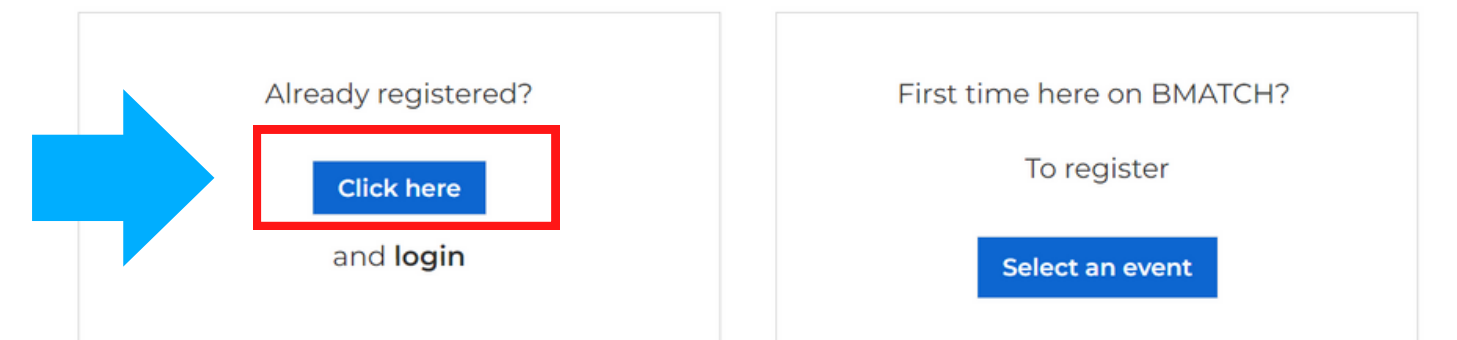 Already registered?
Click here
and login
First time here on BMATCH?
To register
Select an event